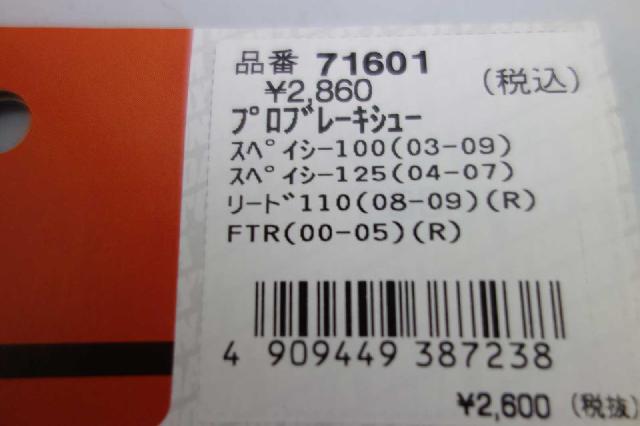 品番 71601
¥2,860 (税込)
プロブレーキシュー
スペイシー100(03-09)
スペイシー125(04-07)
リード110(08-09)(R)
FTR(00-05)(R)
4 909449 387238
¥2,600 (税抜)